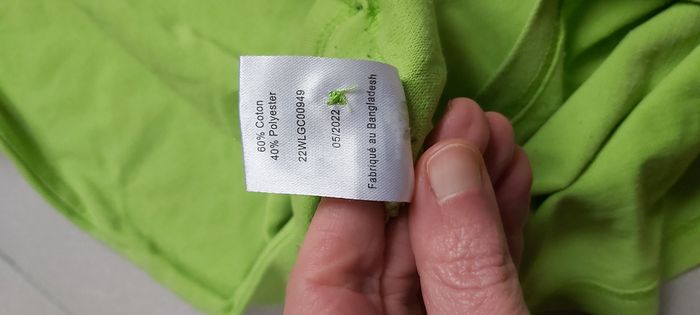 60% Coton
40% Polyester
22WLGC00949
05/2022
Fabriqué au Bangladesh